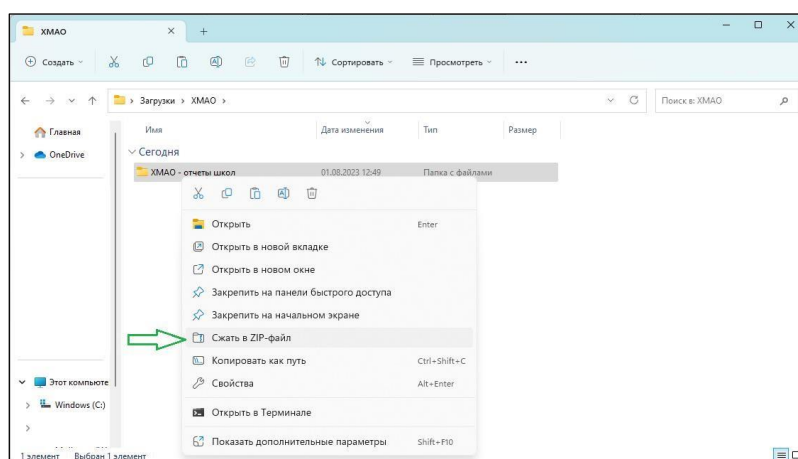 ХМАО
Создать
Сортировать
Просмотреть
Загрузки > ХМАО >
Поиск в: ХМАО
Главная
OneDrive
Имя
Дата изменения
Тип
Размер
Сегодня
ХМАО - отчеты школ
01.08.2023 12:49
Папка с файлами
Открыть
Enter
Открыть в новой вкладке
Открыть в новом окне
Закрепить на панели быстрого доступа
Закрепить на начальном экране
Сжать в ZIP-файл
Копировать как путь
Ctrl+Shift+C
Свойства
Alt+Enter
Открыть в Терминале
Показать дополнительные параметры
Shift+F10
Этот компьюте
Windows (C:)
1 элемент
Выбран 1 элемент